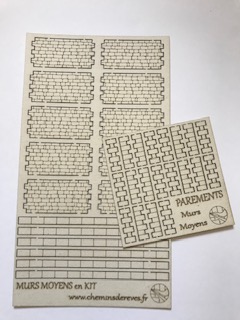 PAREMENTS
Murs
Moyens
MURS MOYENS en KIT
www.cheminsdereves.fr